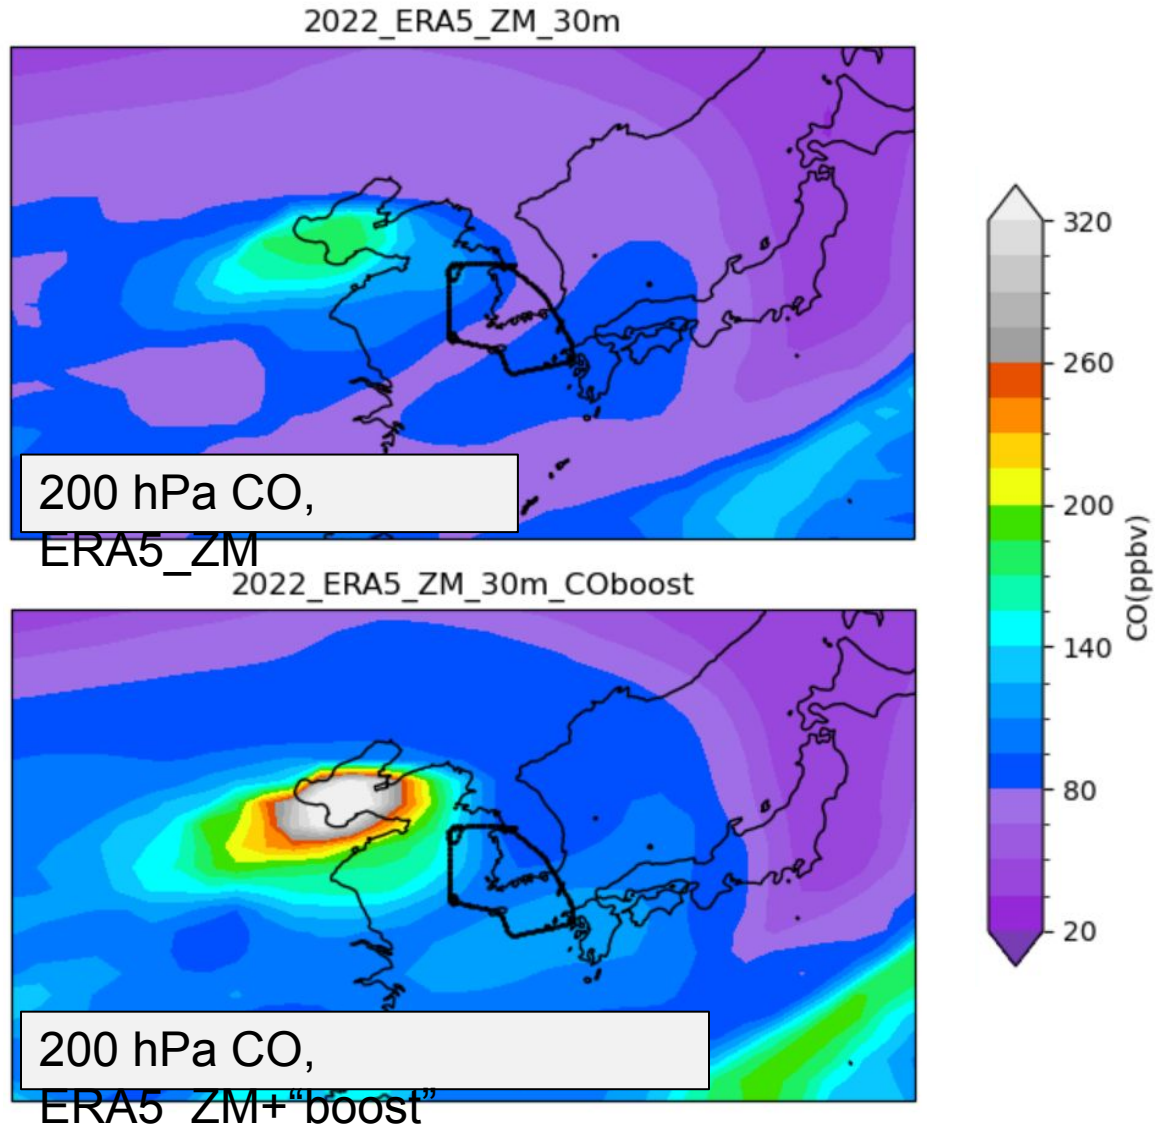 2022_ERA5_ZM_30m
200 hPa CO,
ERA5_ZM
2022_ERA5_ZM_30m_COboost
200 hPa CO,
ERA5_ZM+“boost”
320
260
200
140
80
20
CO(ppbv)